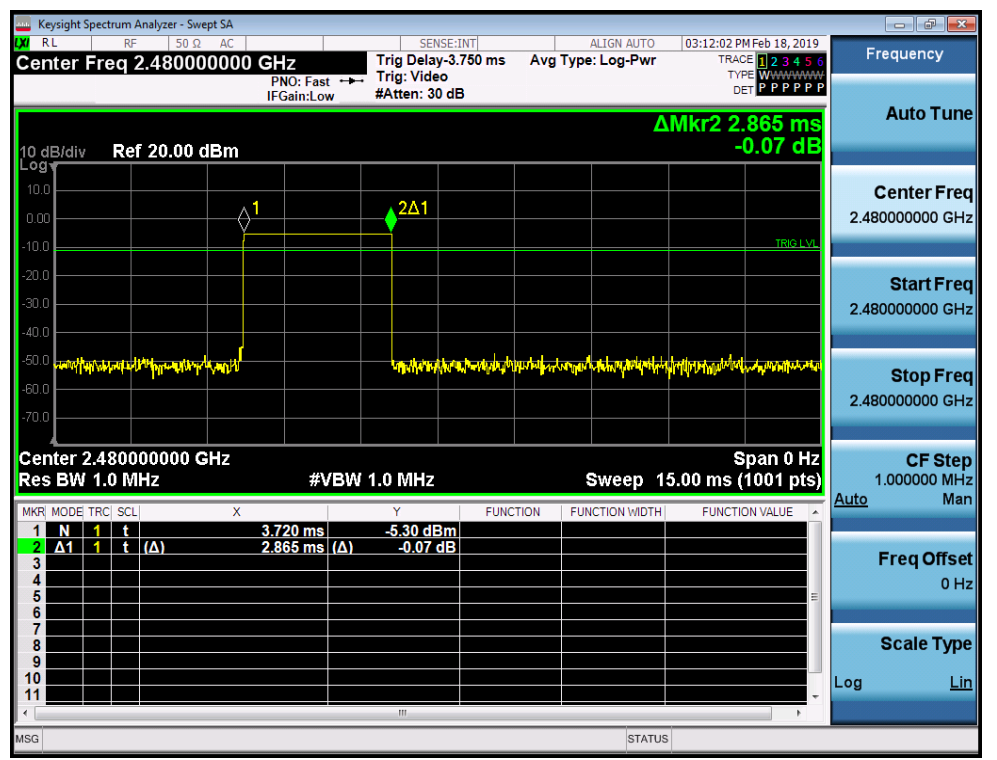 Keysight Spectrum Analyzer - Swept SA
LXI RL RF 50 Ω AC SENSE:INT ALIGN AUTO 03:12:02 PM Feb 18, 2019
Center Freq 2.480000000 GHz
PNO: Fast
IFGain:Low
Trig Delay-3.750 ms
Trig: Video
#Atten: 30 dB
Avg Type: Log-Pwr
TRACE 1 2 3 4 5 6
TYPE WWWWWW
DET P P P P P P
ΔMkr2 2.865 ms
-0.07 dB
10 dB/div Ref 20.00 dBm
Log
10.0
0.00
-10.0
-20.0
-30.0
-40.0
-50.0
-60.0
-70.0
1
2Δ1
TRIG LVL
Center 2.480000000 GHz Span 0 Hz
Res BW 1.0 MHz #VBW 1.0 MHz Sweep 15.00 ms (1001 pts)
MKR MODE TRC SCL X Y FUNCTION FUNCTION WIDTH FUNCTION VALUE
1 N 1 t 3.720 ms -5.30 dBm
2 Δ1 1 t (Δ) 2.865 ms (Δ) -0.07 dB
3
4
5
6
7
8
9
10
11
MSG STATUS
Frequency
Auto Tune
Center Freq
2.480000000 GHz
Start Freq
2.480000000 GHz
Stop Freq
2.480000000 GHz
CF Step
1.000000 MHz
Auto Man
Freq Offset
0 Hz
Scale Type
Log Lin